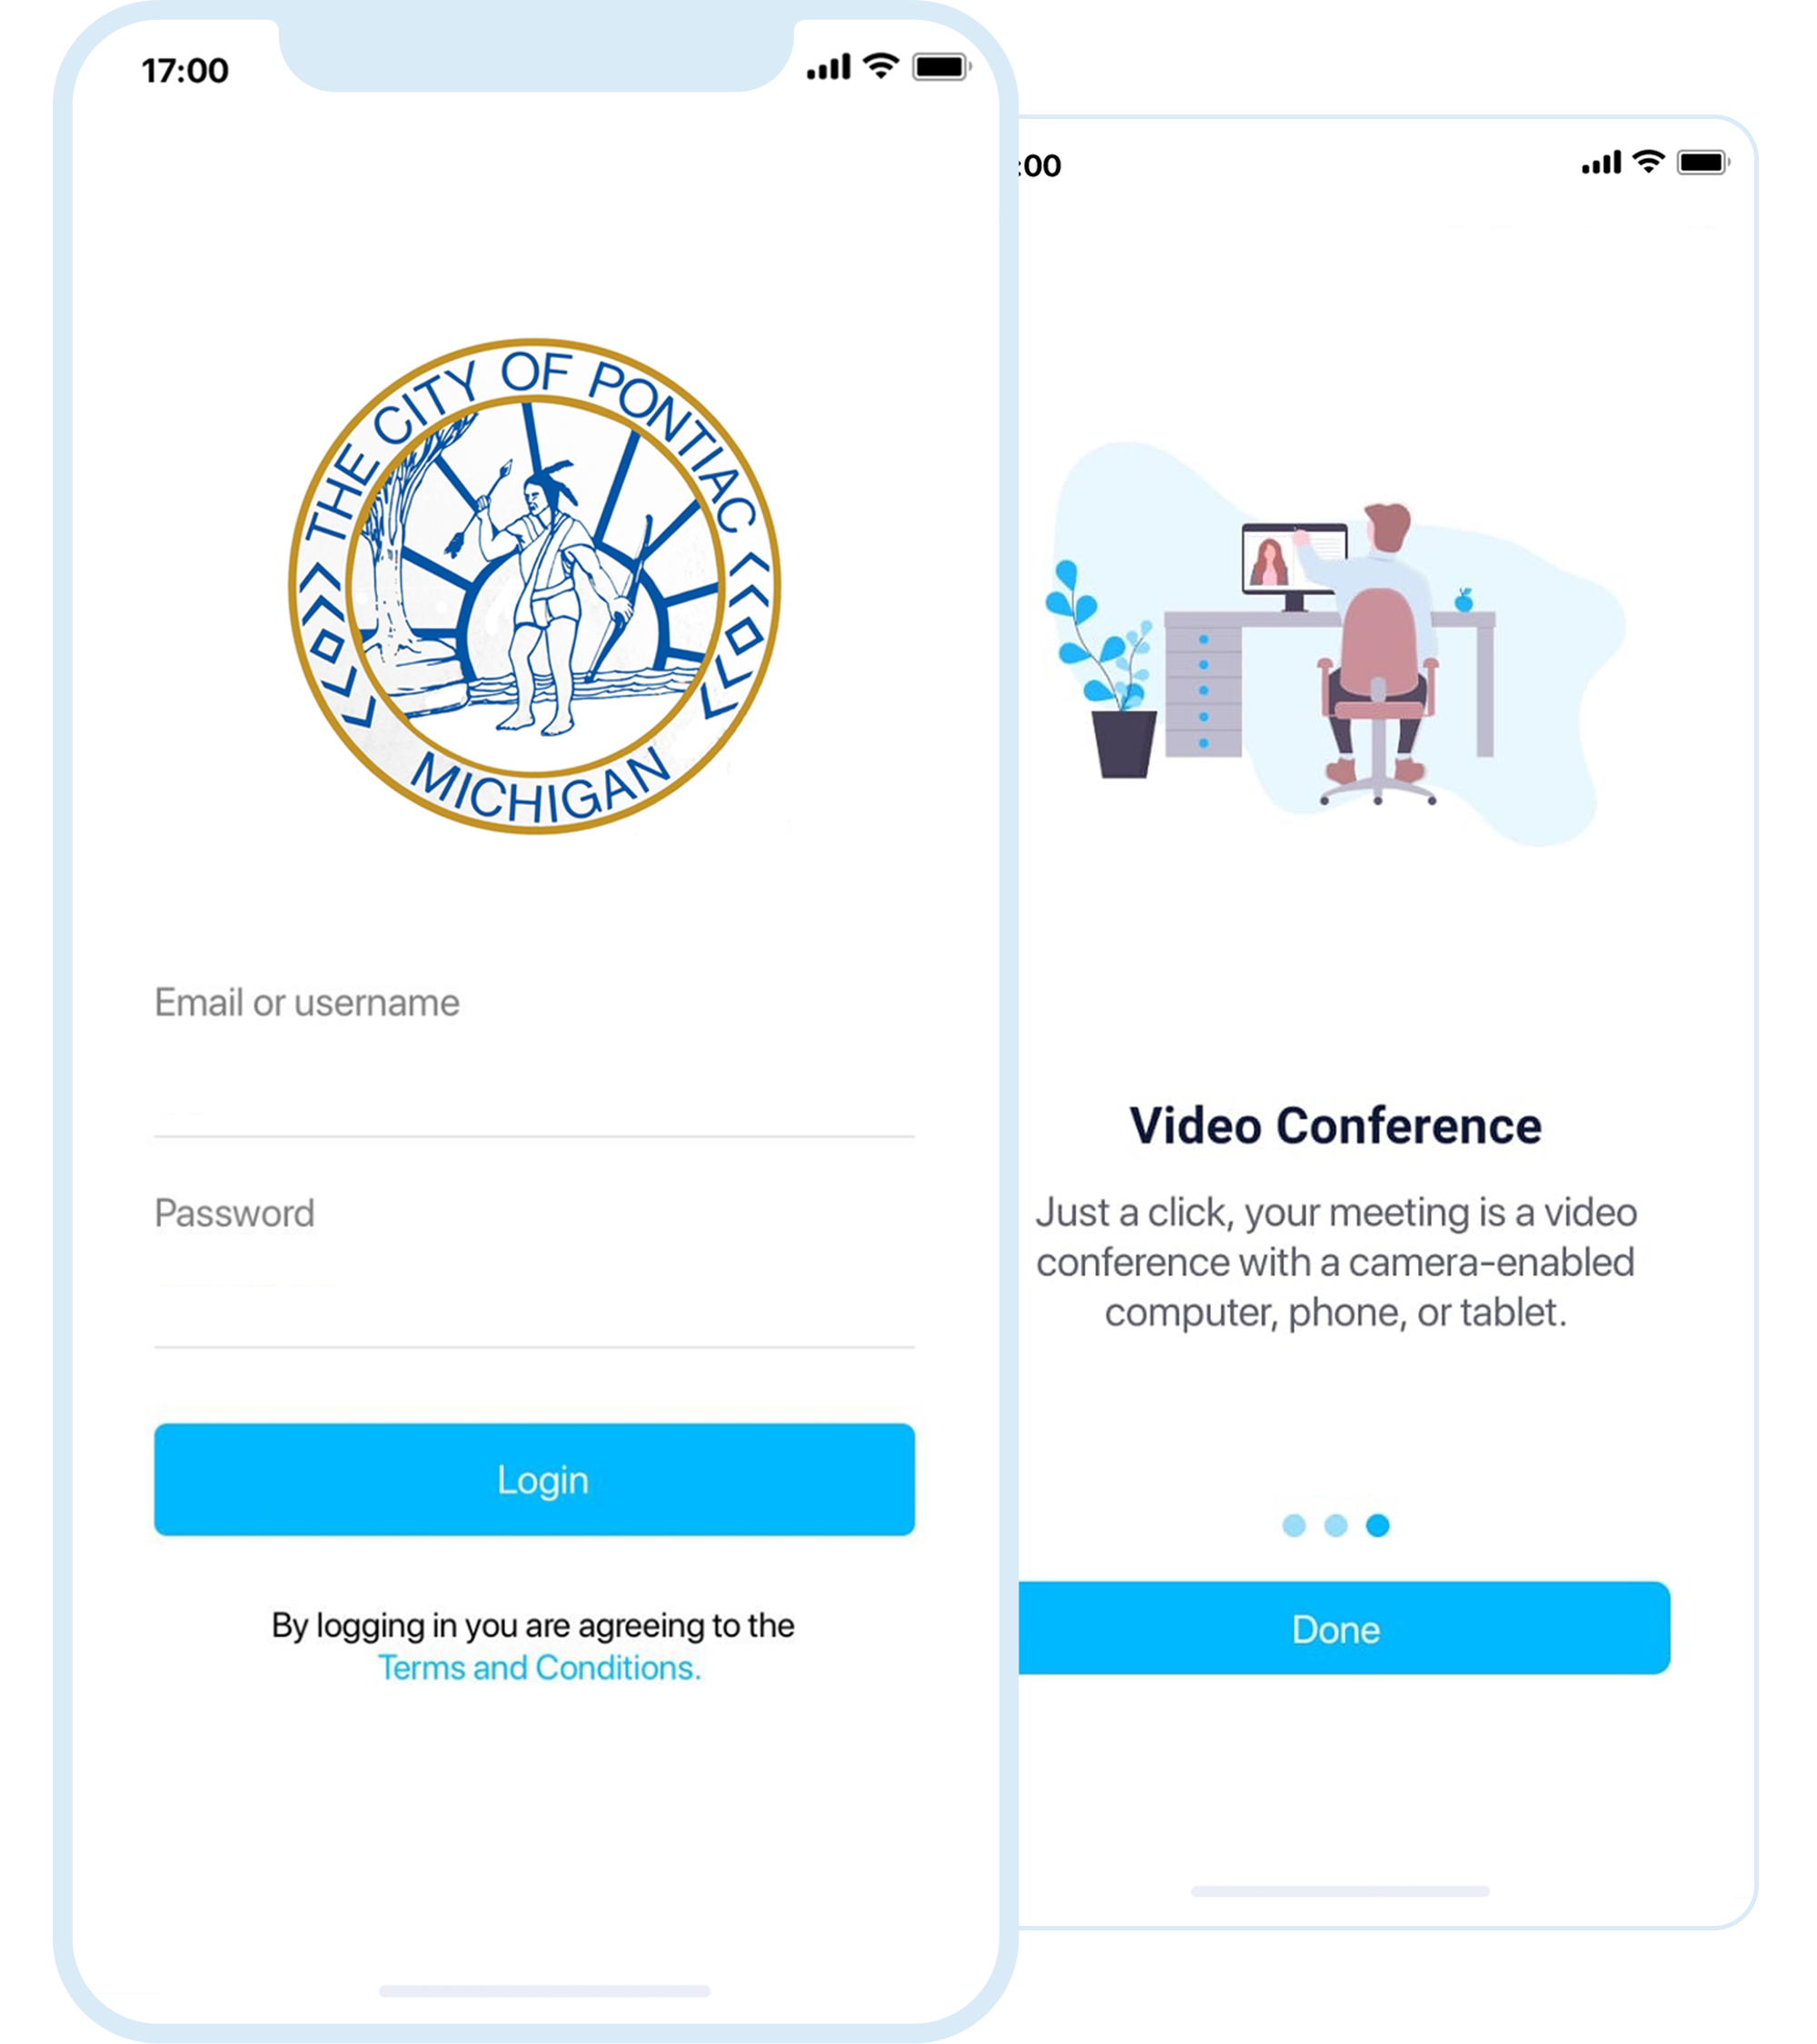 17:00
THE CITY OF PONTIAC
MICHIGAN
Email or username
Password
Login
By logging in you are agreeing to the
Terms and Conditions.
:00
Video Conference
Just a click, your meeting is a video
conference with a camera-enabled
computer, phone, or tablet.
Done